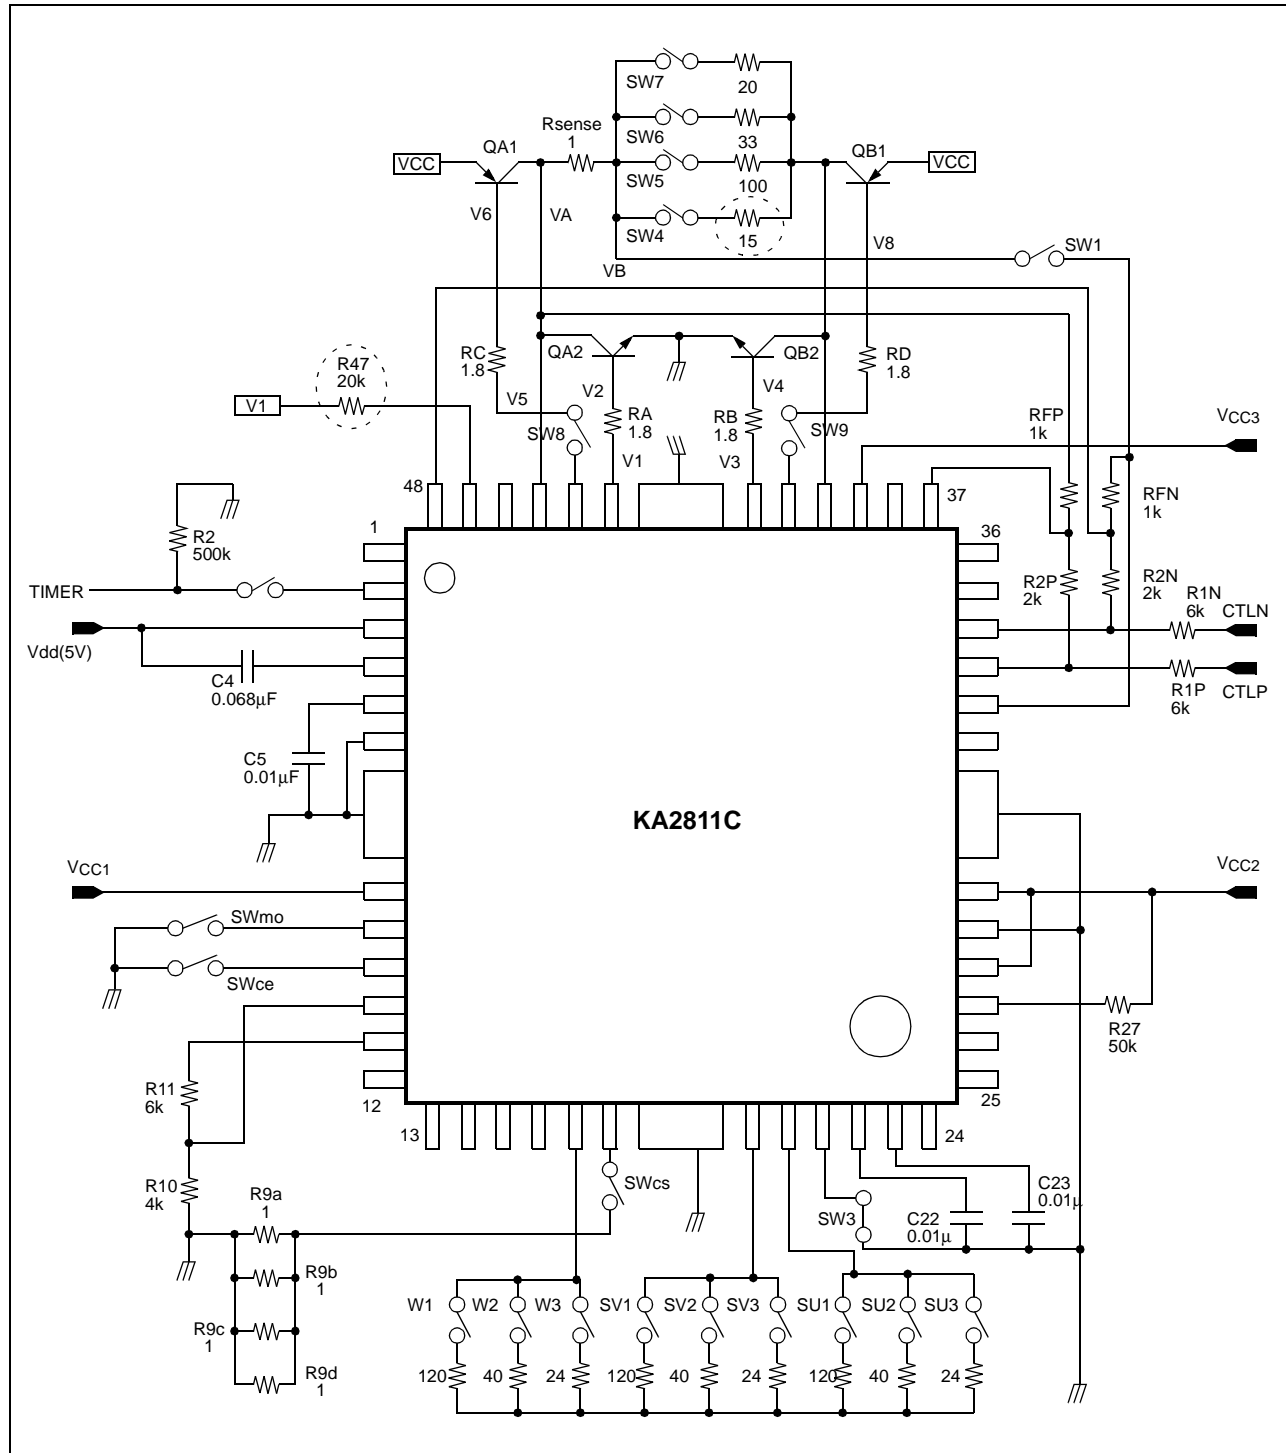 SW7
20
Rsense
1
SW6
33
QA1
QB1
VCC
VCC
SW5
100
V6
VA
SW4
15
V8
VB
SW1
R47
20k
RC
1.8
QA2
QB2
RD
1.8
V1
V2
V4
V5
RA
1.8
RB
1.8
SW8
SW9
RFP
1k
VCC3
V1
V3
48
37
RFN
1k
1
36
R2
500k
TIMER
R2P
2k
R2N
2k
R1N
6k
CTLN
Vdd(5V)
C4
0.068µF
R1P
6k
CTLP
C5
0.01µF
KA2811C
VCC1
VCC2
SWmo
SWce
R27
50k
R11
6k
12
25
13
24
R10
4k
R9a
1
SWcs
SW3
C22
0.01µ
C23
0.01µ
R9b
1
R9c
1
R9d
1
W1
W2
W3
SV1
SV2
SV3
SU1
SU2
SU3
120
40
24
120
40
24
120
40
24